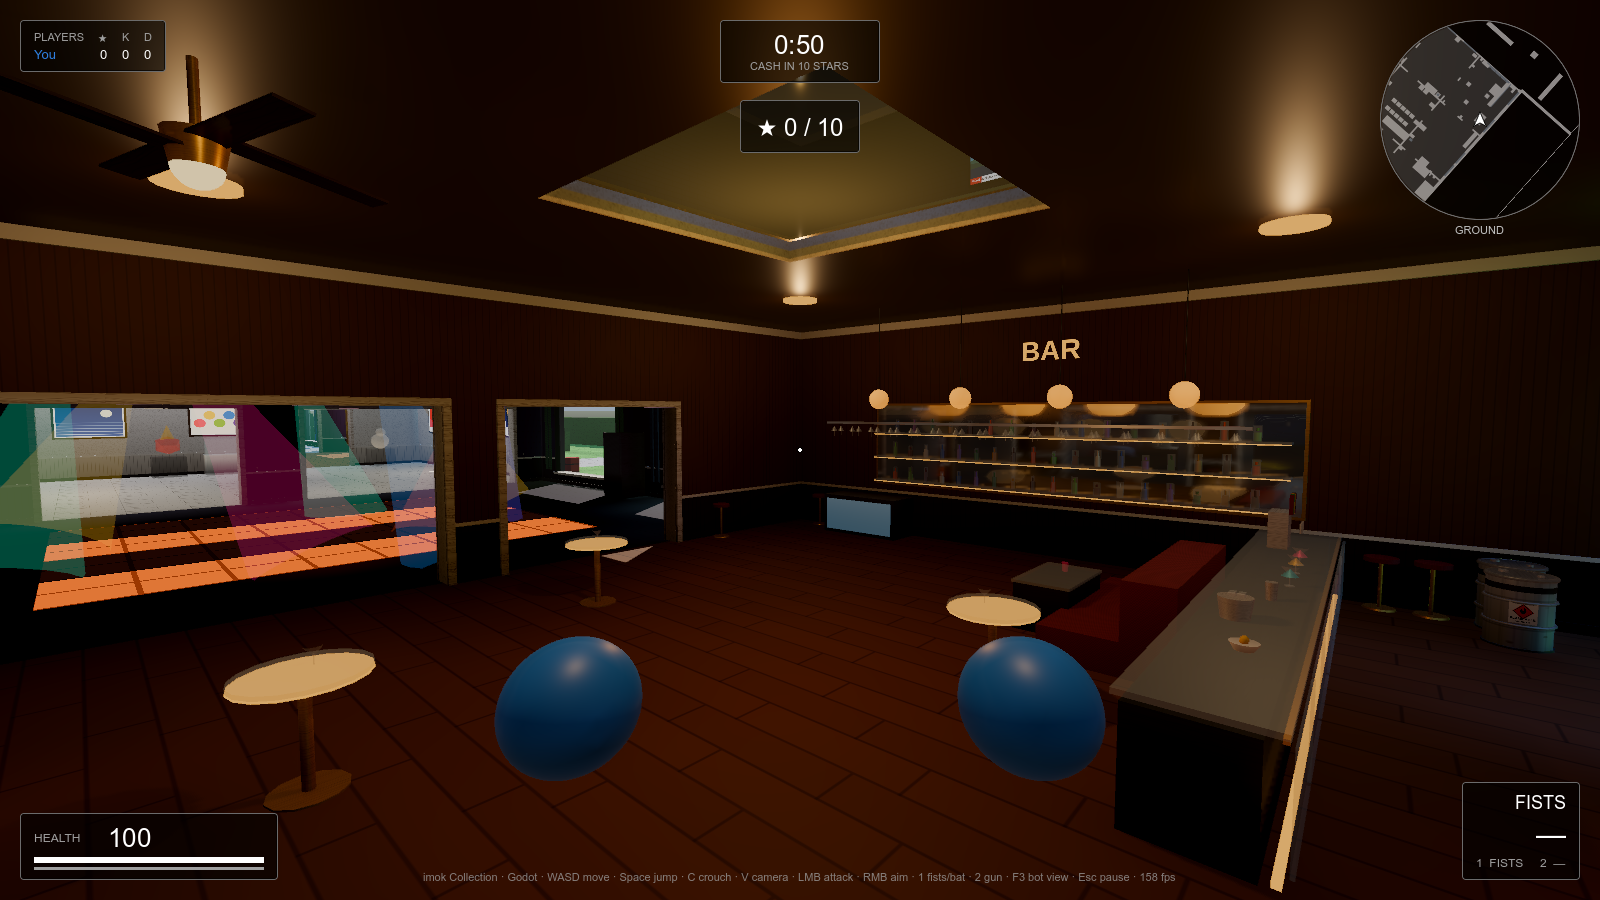 PLAYERS ★ K D
You 0 0 0
0:50
CASH IN 10 STARS
★ 0 / 10
GROUND
BAR
HEALTH 100
FISTS
1 FISTS 2 —
imok Collection · Godot · WASD move · Space jump · C crouch · V camera · LMB attack · RMB aim · 1 fists/bat · 2 gun · F3 bot view · Esc pause · 158 fps